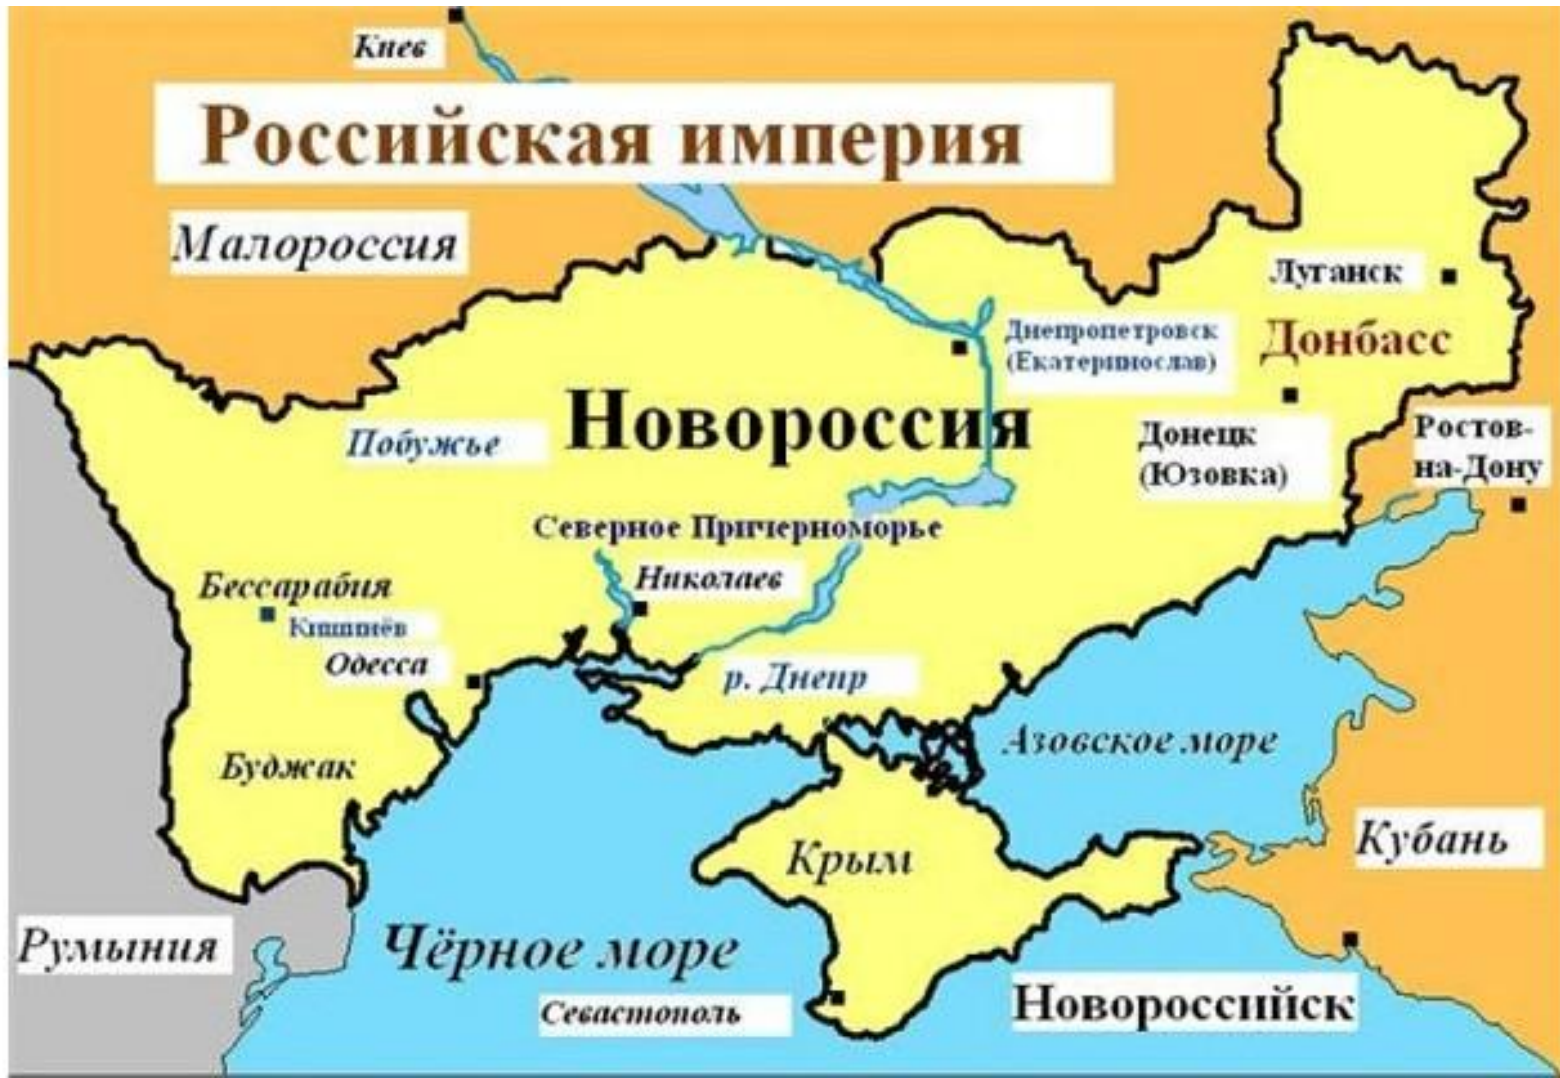 Киев
Российская империя
Малороссия
Луганск
Днепропетровск
(Екатеринослав)
Донбасс
Новороссия
Побужье
Донецк
(Юзовка)
Ростов-
на-Дону
Северное Причерноморье
Николаев
Бессарабия
Кишинёв
Одесса
р. Днепр
Азовское море
Буджак
Крым
Кубань
Румыния
Чёрное море
Севастополь
Новороссийск